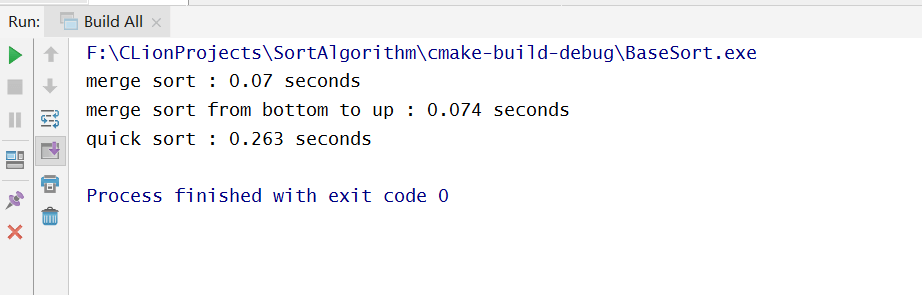 Run: Build All
F:\CLionProjects\SortAlgorithm\cmake-build-debug\BaseSort.exe
merge sort : 0.07 seconds
merge sort from bottom to up : 0.074 seconds
quick sort : 0.263 seconds
Process finished with exit code 0